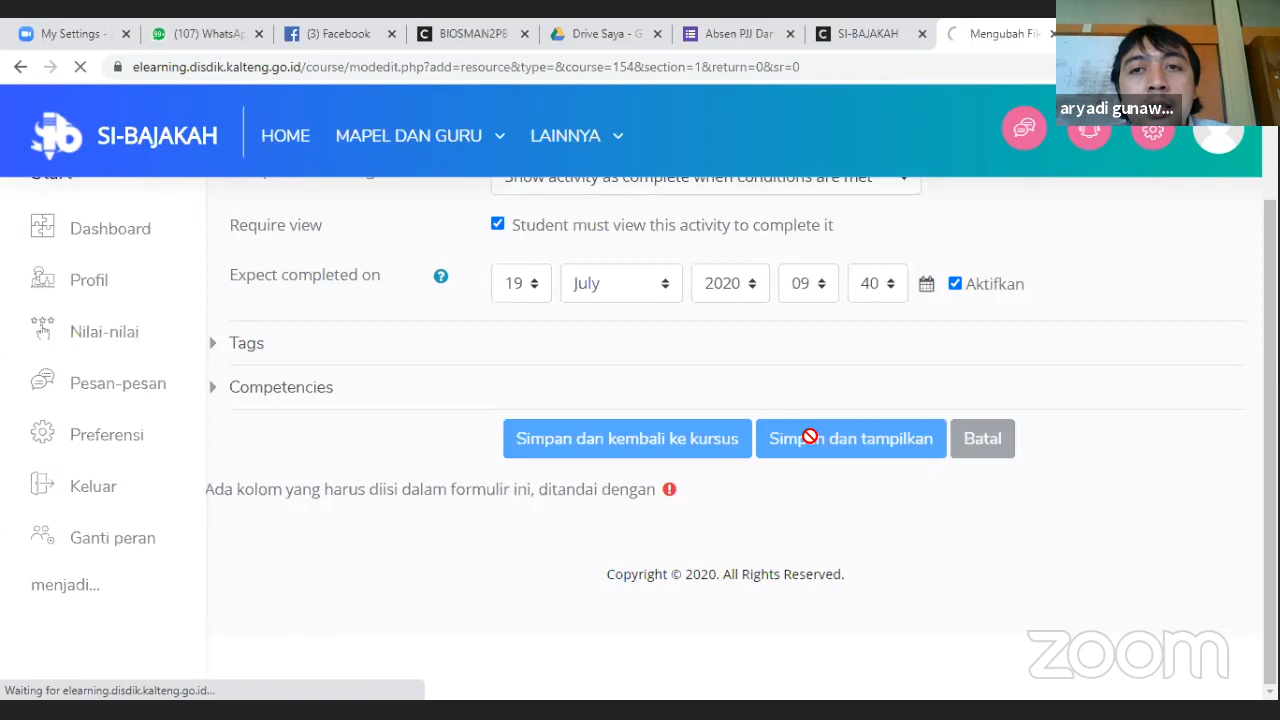 My Settings -
(107) WhatsAp
(3) Facebook
BIOSMAN2PB
Drive Saya - G
Absen PJJ Dar
SI-BAJAKAH
Mengubah Fil
elearning.disdik.kalteng.go.id/course/modedit.php?add=resource&type=&course=154&section=1&return=0&sr=0
aryadi gunaw...
SI-BAJAKAH
HOME
MAPEL DAN GURU
LAINNYA
Show activity as complete when conditions are met
Dashboard
Require view
Student must view this activity to complete it
Profil
Expect completed on
19
July
2020
09
40
Aktifkan
Nilai-nilai
Tags
Pesan-pesan
Competencies
Preferensi
Simpan dan kembali ke kursus
Simpan dan tampilkan
Batal
Keluar
Ada kolom yang harus diisi dalam formulir ini, ditandai dengan
Ganti peran
menjadi...
Copyright © 2020. All Rights Reserved.
zoom
Waiting for elearning.disdik.kalteng.go.id...